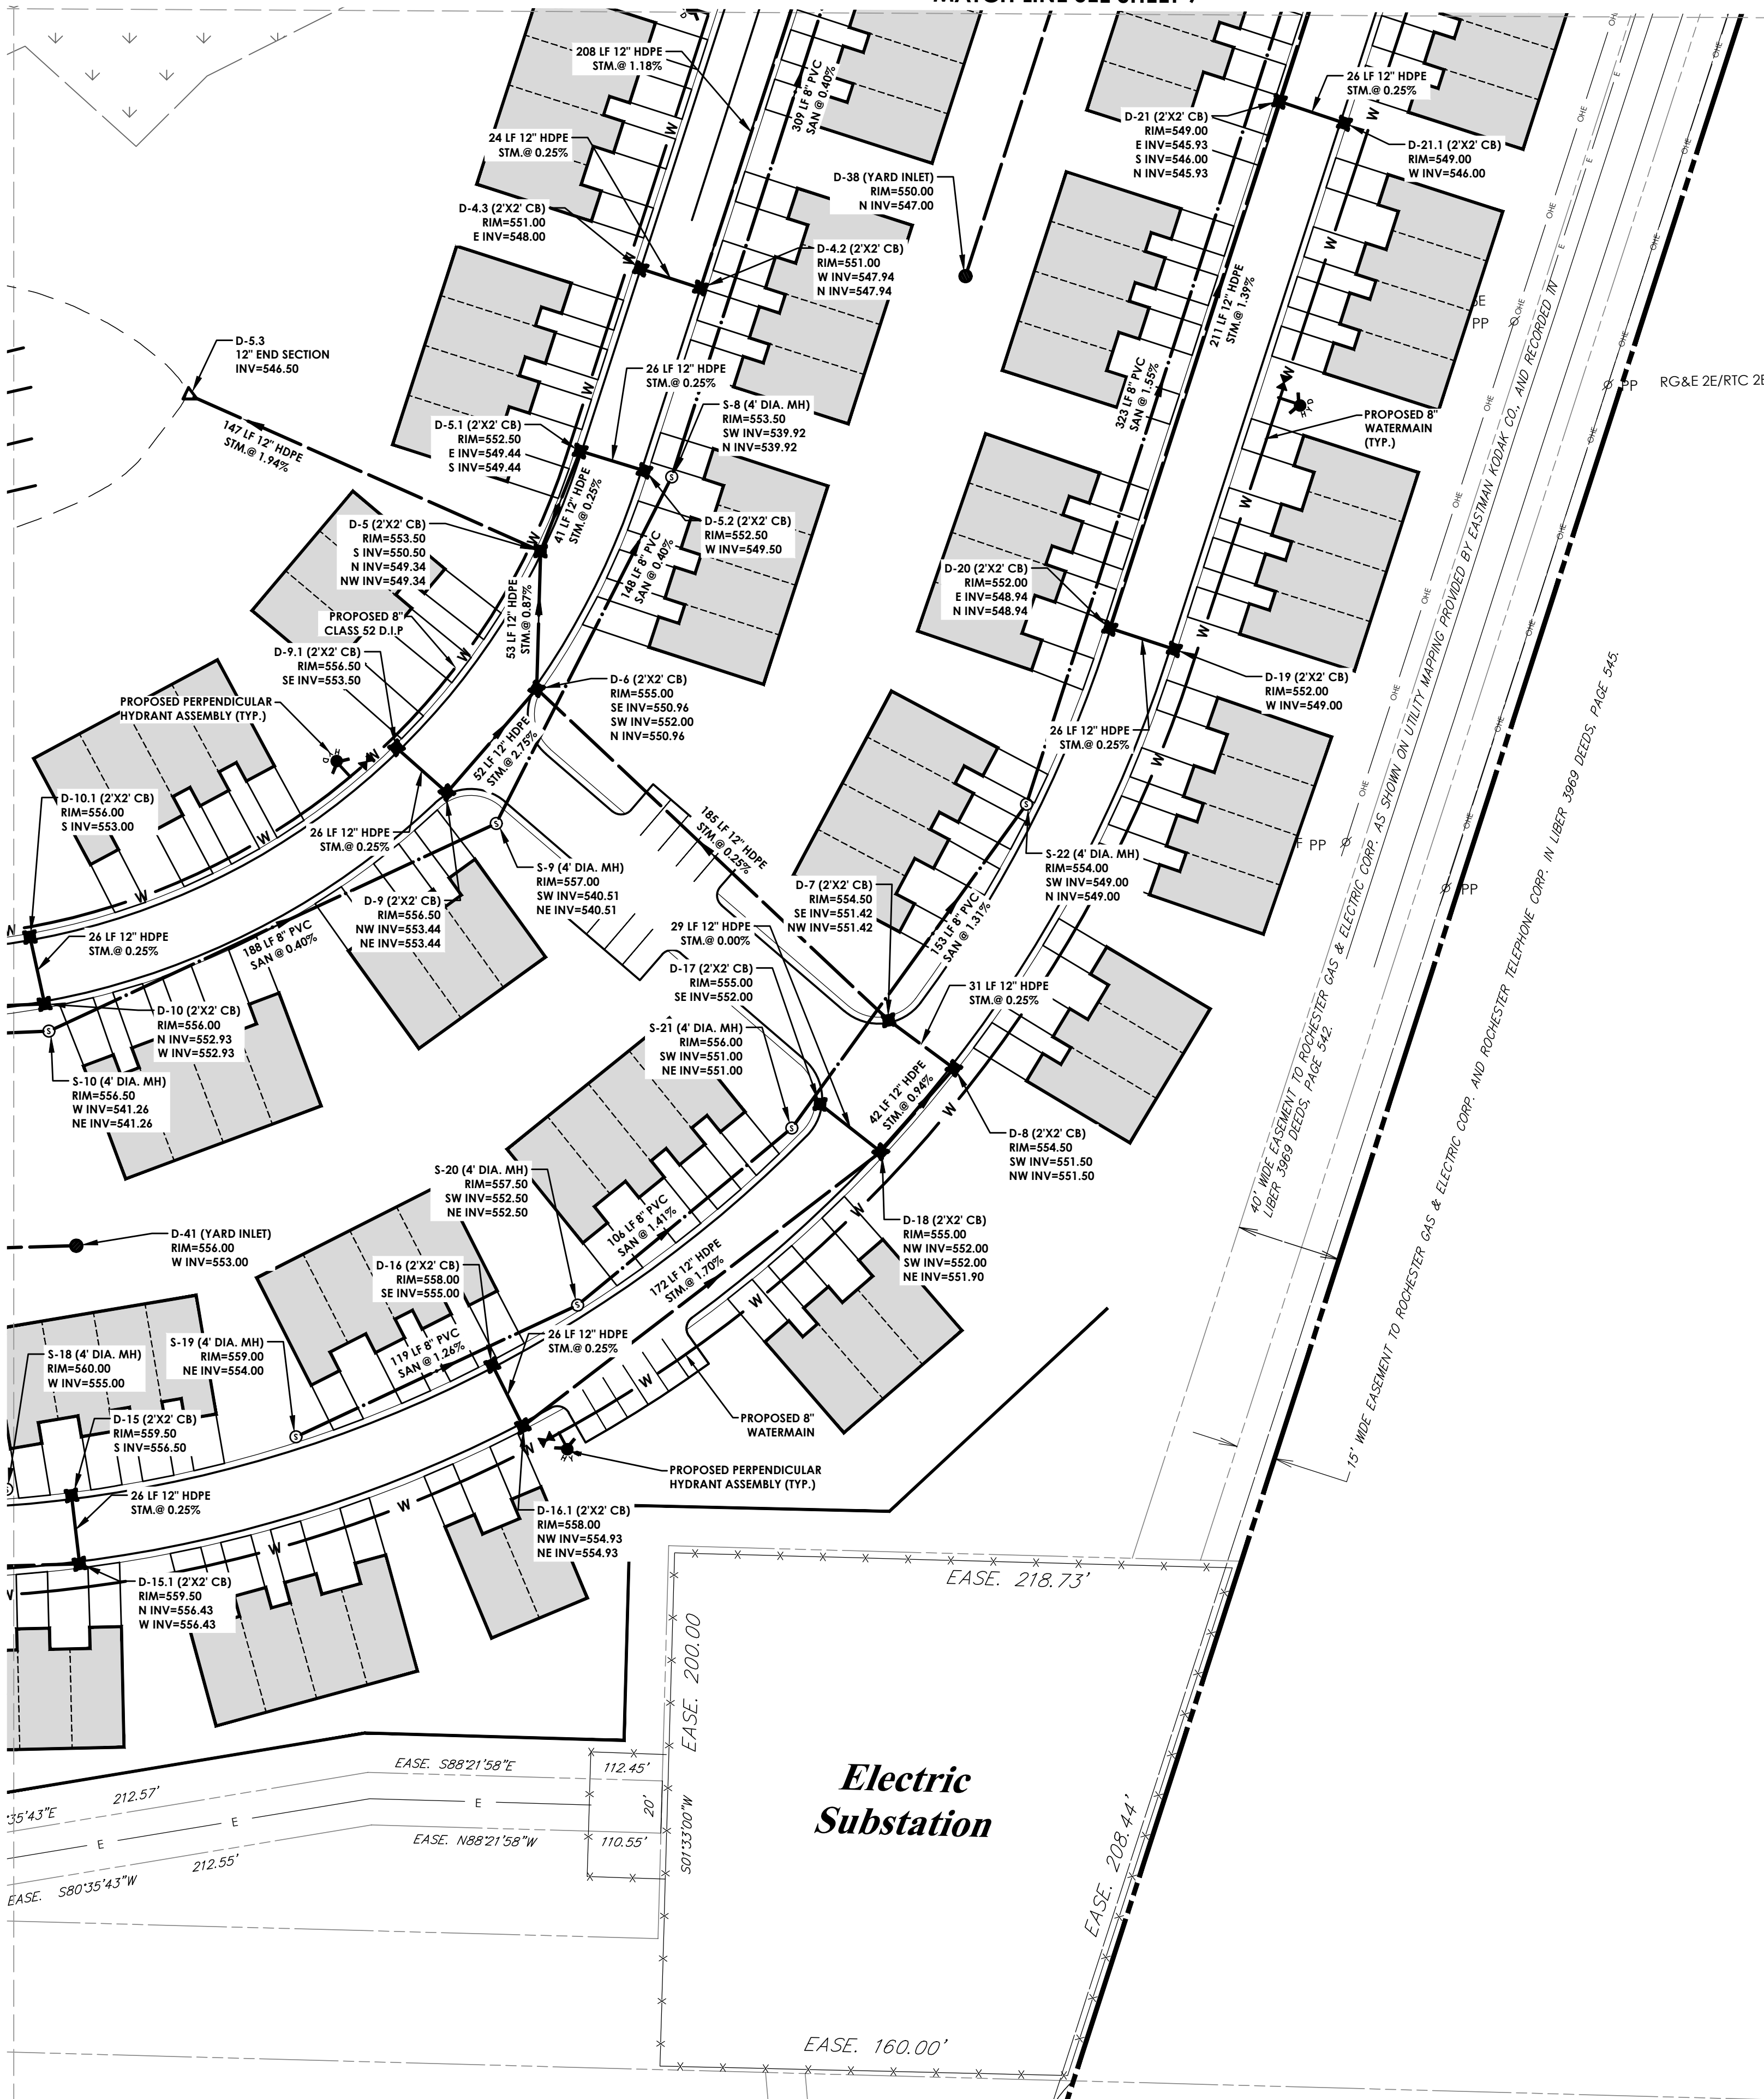 208 LF 12" HDPE
STM.@ 1.18%
309 LF 8" PVC
SAN @ 0.40%
26 LF 12" HDPE
STM.@ 0.25%
D-21 (2'X2' CB)
RIM=549.00
E INV=545.93
S INV=546.00
N INV=545.93
D-21.1 (2'X2' CB)
RIM=549.00
W INV=546.00
24 LF 12" HDPE
STM.@ 0.25%
D-38 (YARD INLET)
RIM=550.00
N INV=547.00
D-4.3 (2'X2' CB)
RIM=551.00
E INV=548.00
D-4.2 (2'X2' CB)
RIM=551.00
W INV=547.94
N INV=547.94
211 LF 12" HDPE
STM.@ 1.39%
323 LF 8" PVC
SAN @ 1.55%
D-5.3
12" END SECTION
INV=546.50
147 LF 12" HDPE
STM.@ 1.94%
26 LF 12" HDPE
STM.@ 0.25%
S-8 (4' DIA. MH)
RIM=553.50
SW INV=539.92
N INV=539.92
D-5.1 (2'X2' CB)
RIM=552.50
E INV=549.44
S INV=549.44
PROPOSED 8"
WATERMAIN
(TYP.)
PP
PP
RG&E 2E/RTC 2E
41 LF 12" HDPE
STM.@ 0.25%
D-5 (2'X2' CB)
RIM=553.50
S INV=550.50
N INV=549.34
NW INV=549.34
D-5.2 (2'X2' CB)
RIM=552.50
W INV=549.50
148 LF 8" PVC
SAN @ 0.40%
53 LF 12" HDPE
STM.@ 0.87%
D-20 (2'X2' CB)
RIM=552.00
E INV=548.94
N INV=548.94
PROPOSED 8"
CLASS 52 D.I.P
D-9.1 (2'X2' CB)
RIM=556.50
SE INV=553.50
D-6 (2'X2' CB)
RIM=555.00
SE INV=550.96
SW INV=552.00
N INV=550.96
D-19 (2'X2' CB)
RIM=552.00
W INV=549.00
PROPOSED PERPENDICULAR
HYDRANT ASSEMBLY (TYP.)
52 LF 12" HDPE
STM.@ 2.75%
26 LF 12" HDPE
STM.@ 0.25%
D-10.1 (2'X2' CB)
RIM=556.00
S INV=553.00
26 LF 12" HDPE
STM.@ 0.25%
185 LF 12" HDPE
STM.@ 0.25%
F PP
PP
S-9 (4' DIA. MH)
RIM=557.00
SW INV=540.51
NE INV=540.51
S-22 (4' DIA. MH)
RIM=554.00
SW INV=549.00
N INV=549.00
D-7 (2'X2' CB)
RIM=554.50
SE INV=551.42
NW INV=551.42
D-9 (2'X2' CB)
RIM=556.50
NW INV=553.44
NE INV=553.44
188 LF 8" PVC
SAN @ 0.40%
26 LF 12" HDPE
STM.@ 0.25%
29 LF 12" HDPE
STM.@ 0.00%
153 LF 8" PVC
SAN @ 1.31%
D-17 (2'X2' CB)
RIM=555.00
SE INV=552.00
31 LF 12" HDPE
STM.@ 0.25%
D-10 (2'X2' CB)
RIM=556.00
N INV=552.93
W INV=552.93
S-21 (4' DIA. MH)
RIM=556.00
SW INV=551.00
NE INV=551.00
S-10 (4' DIA. MH)
RIM=556.50
W INV=541.26
NE INV=541.26
42 LF 12" HDPE
STM.@ 0.94%
D-8 (2'X2' CB)
RIM=554.50
SW INV=551.50
NW INV=551.50
S-20 (4' DIA. MH)
RIM=557.50
SW INV=552.50
NE INV=552.50
106 LF 8" PVC
SAN @ 1.41%
D-18 (2'X2' CB)
RIM=555.00
NW INV=552.00
SW INV=552.00
NE INV=551.90
D-41 (YARD INLET)
RIM=556.00
W INV=553.00
D-16 (2'X2' CB)
RIM=558.00
SE INV=555.00
172 LF 12" HDPE
STM.@ 1.70%
S-19 (4' DIA. MH)
RIM=559.00
NE INV=554.00
119 LF 8" PVC
SAN @ 1.26%
26 LF 12" HDPE
STM.@ 0.25%
S-18 (4' DIA. MH)
RIM=560.00
W INV=555.00
D-15 (2'X2' CB)
RIM=559.50
S INV=556.50
PROPOSED 8"
WATERMAIN
26 LF 12" HDPE
STM.@ 0.25%
PROPOSED PERPENDICULAR
HYDRANT ASSEMBLY (TYP.)
D-16.1 (2'X2' CB)
RIM=558.00
NW INV=554.93
NE INV=554.93
D-15.1 (2'X2' CB)
RIM=559.50
N INV=556.43
W INV=556.43
40' WIDE EASEMENT TO ROCHESTER GAS & ELECTRIC CORP. AS SHOWN ON UTILITY MAPPING PROVIDED BY EASTMAN KODAK CO., AND RECORDED IN
LIBER 3969 DEEDS, PAGE 542.
15' WIDE EASEMENT TO ROCHESTER GAS & ELECTRIC CORP. AND ROCHESTER TELEPHONE CORP. IN LIBER 3969 DEEDS, PAGE 545.
EASE. 218.73'
EASE. 200.00
EASE. S88°21'58"E
112.45'
212.57'
°35'43"E
20'
S01°33'00"W
EASE. N88°21'58"W
110.55'
212.55'
EASE. S80°35'43"W
Electric
Substation
EASE. 208.44'
EASE. 160.00'